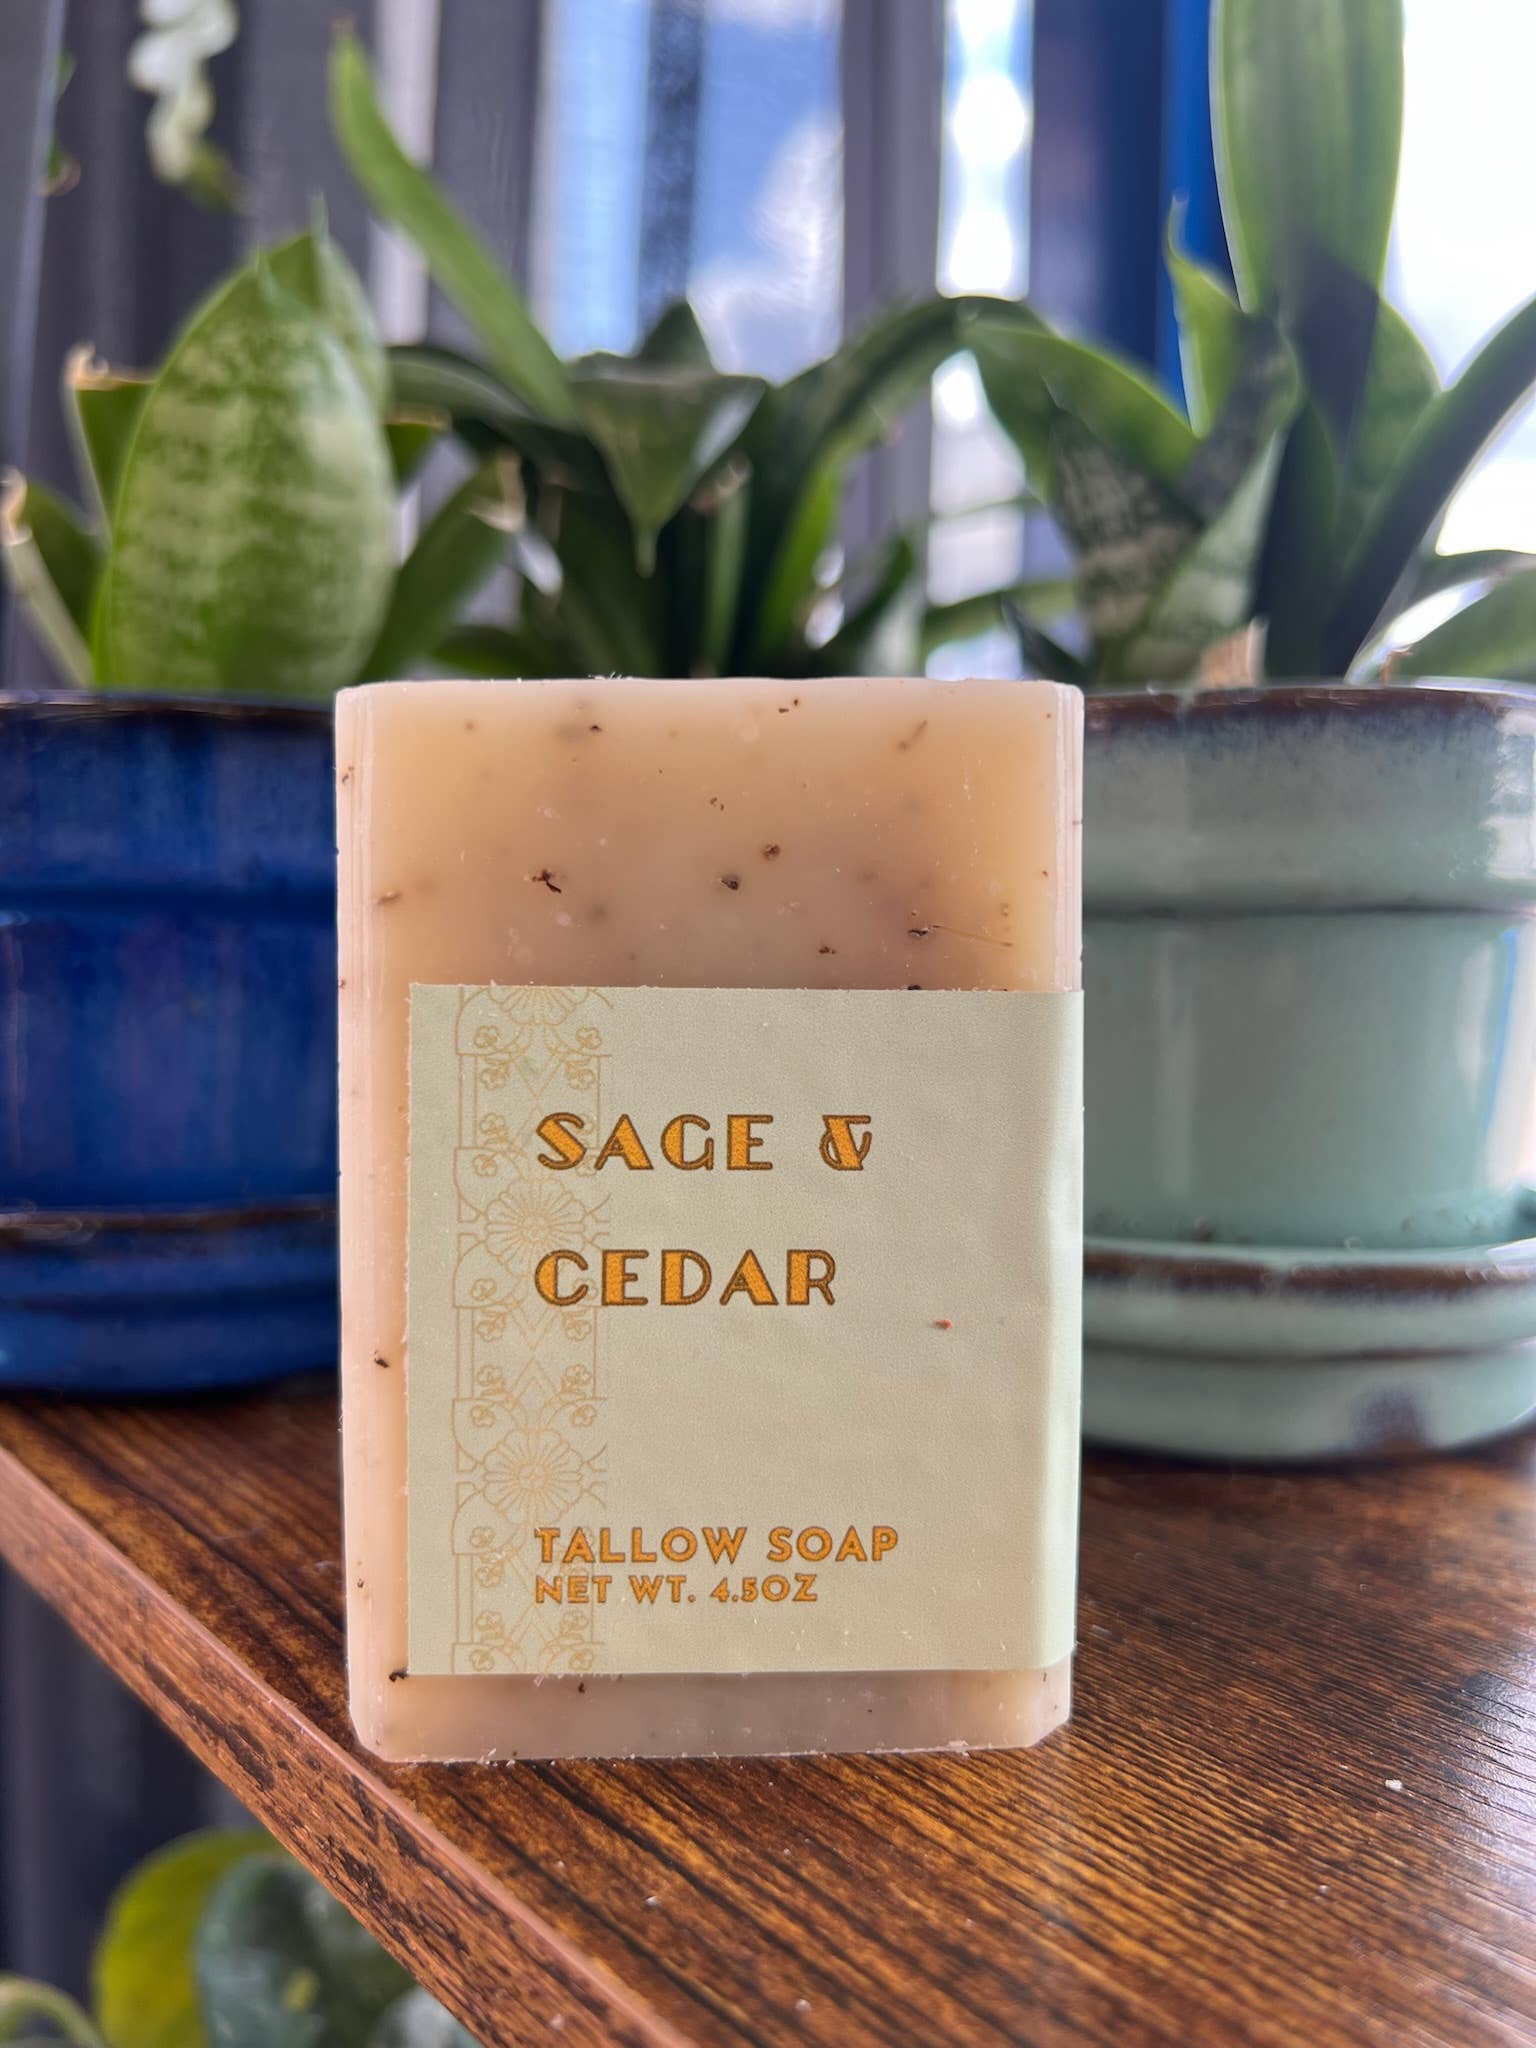 SAGE &
CEDAR
TALLOW SOAP
NET WT. 4.5OZ